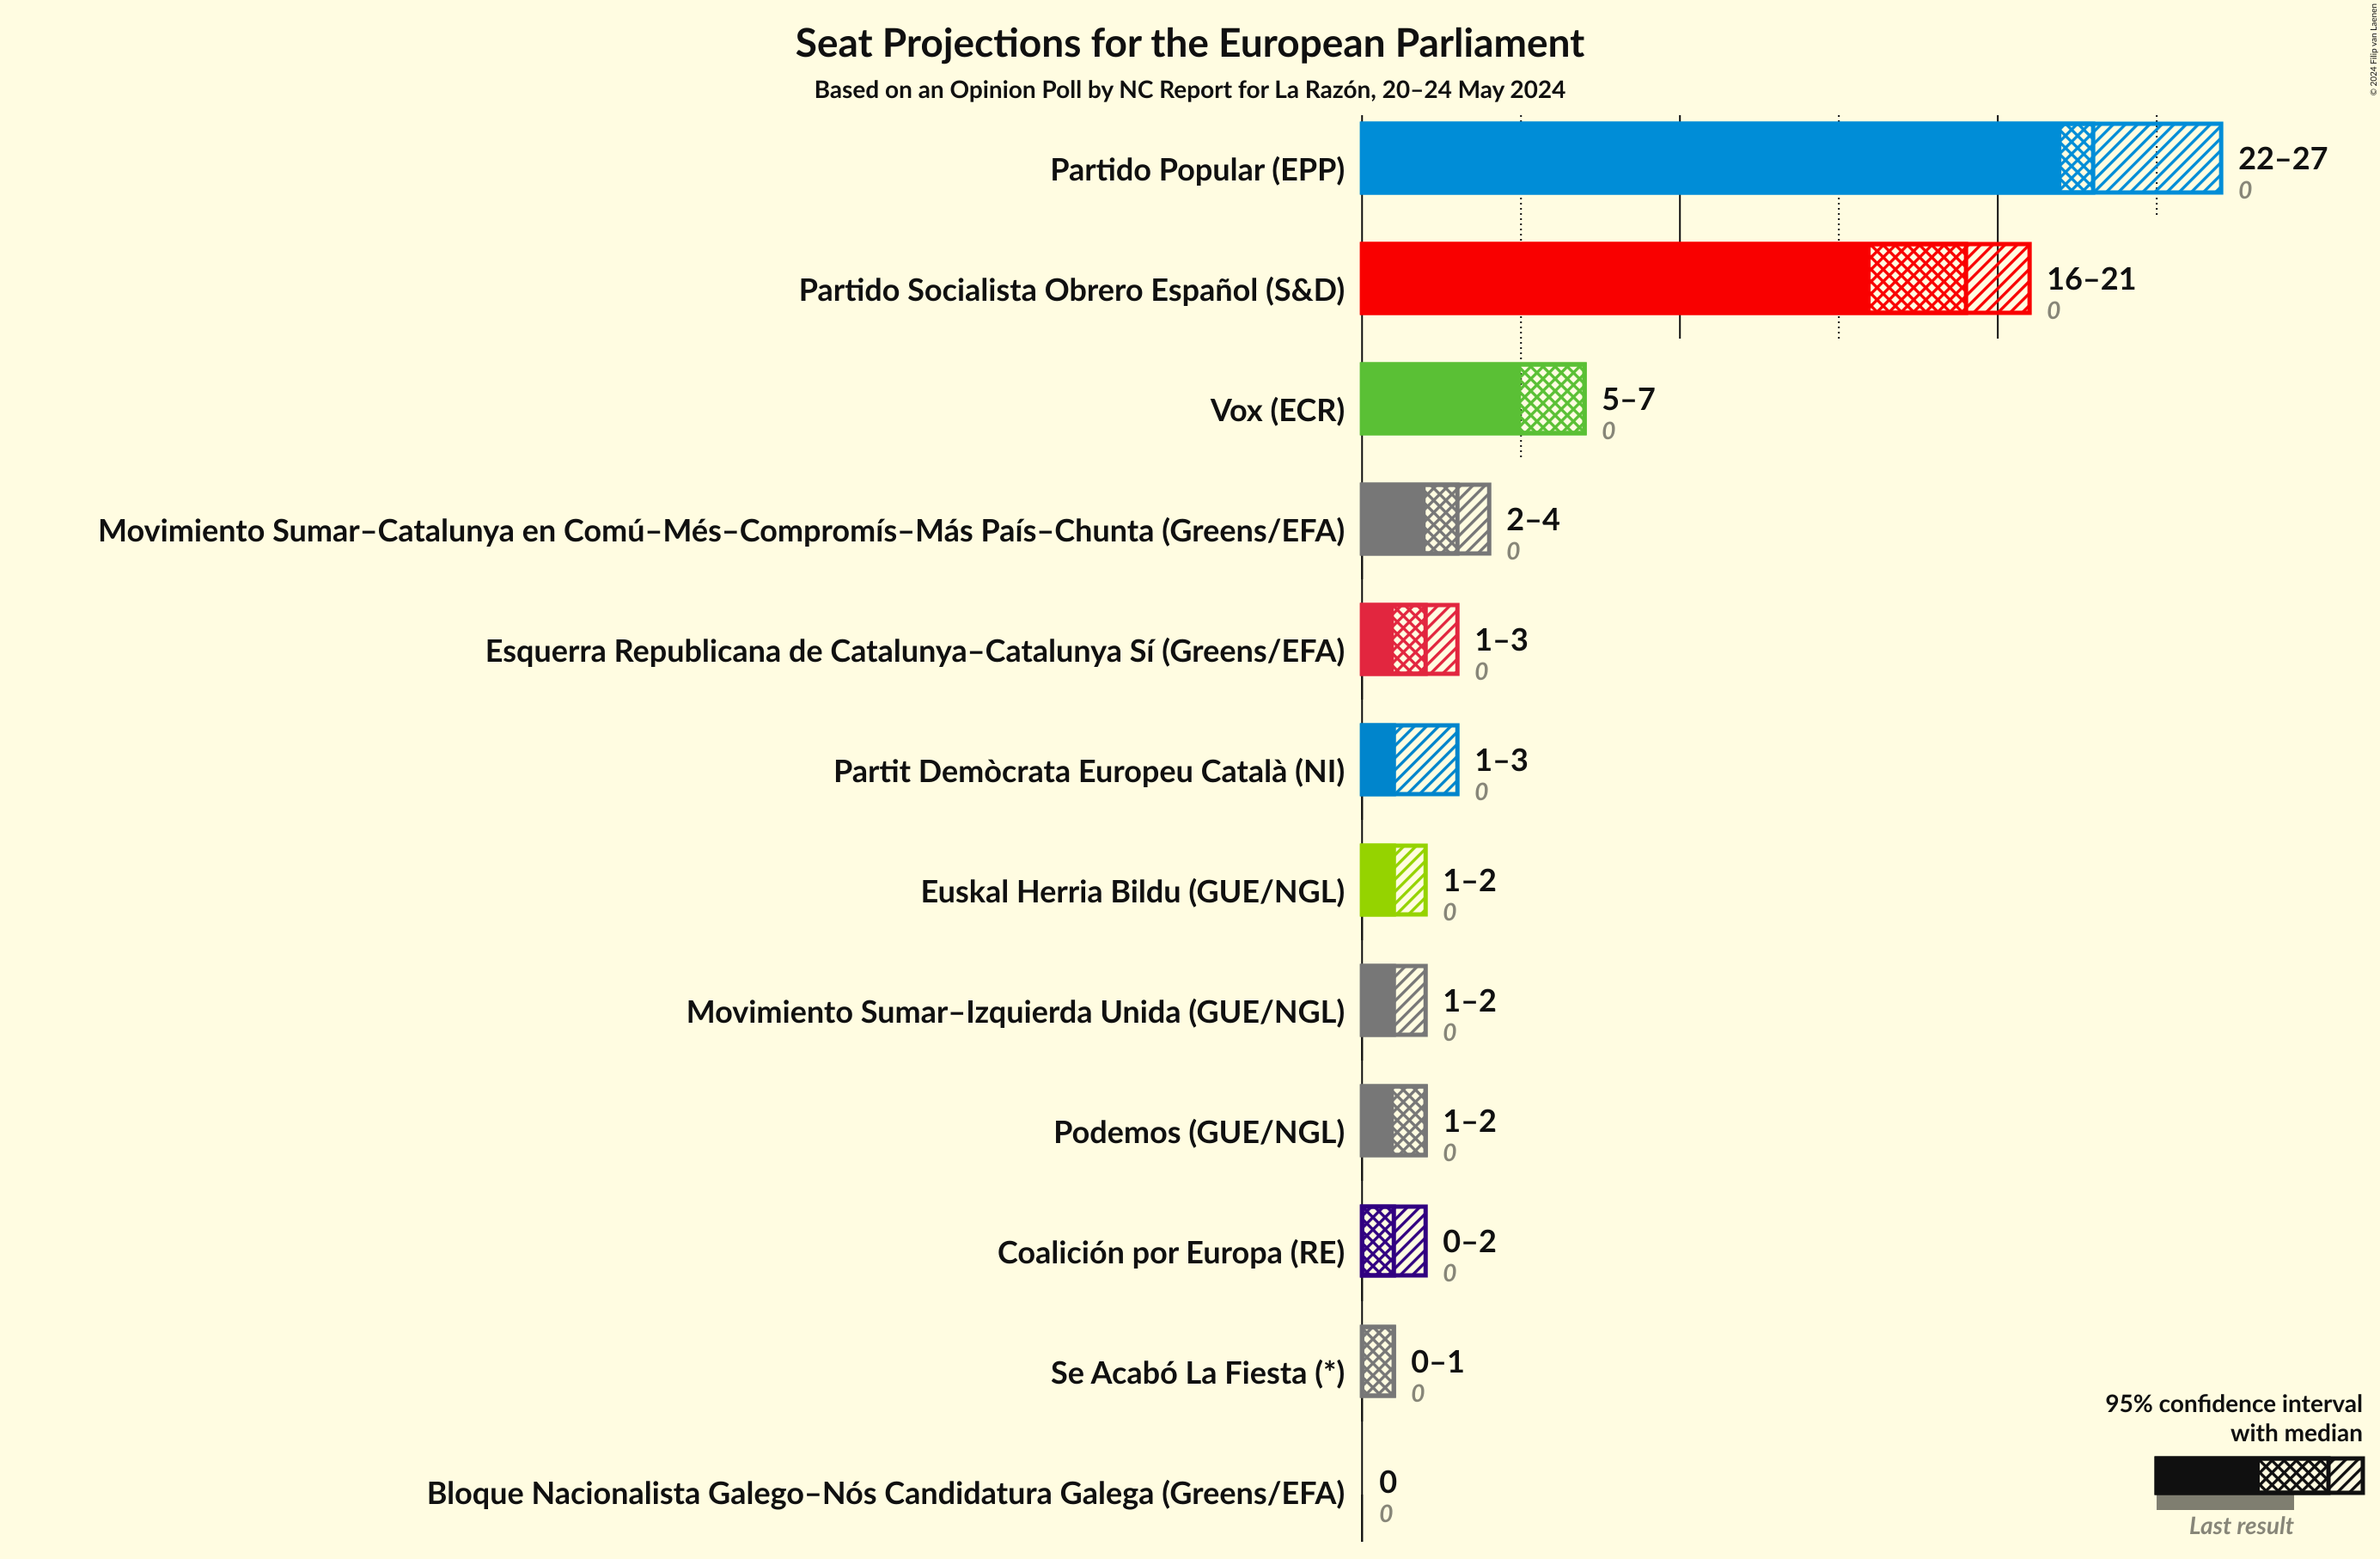 Seat Projections for the European Parliament
Based on an Opinion Poll by NC Report for La Razón, 20–24 May 2024
© 2024 Filip van Laenen
Partido Popular (EPP)
22–27
0
Partido Socialista Obrero Español (S&D)
16–21
0
Vox (ECR)
5–7
0
Movimiento Sumar–Catalunya en Comú–Més–Compromís–Más País–Chunta (Greens/EFA)
2–4
0
Esquerra Republicana de Catalunya–Catalunya Sí (Greens/EFA)
1–3
0
Partit Demòcrata Europeu Català (NI)
1–3
0
Euskal Herria Bildu (GUE/NGL)
1–2
0
Movimiento Sumar–Izquierda Unida (GUE/NGL)
1–2
0
Podemos (GUE/NGL)
1–2
0
Coalición por Europa (RE)
0–2
0
Se Acabó La Fiesta (*)
0–1
0
Bloque Nacionalista Galego–Nós Candidatura Galega (Greens/EFA)
0
0
95% confidence interval
with median
Last result